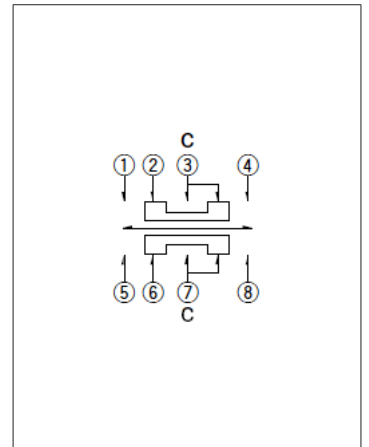 C
① ② ③ ④
⑤ ⑥ ⑦ ⑧
C